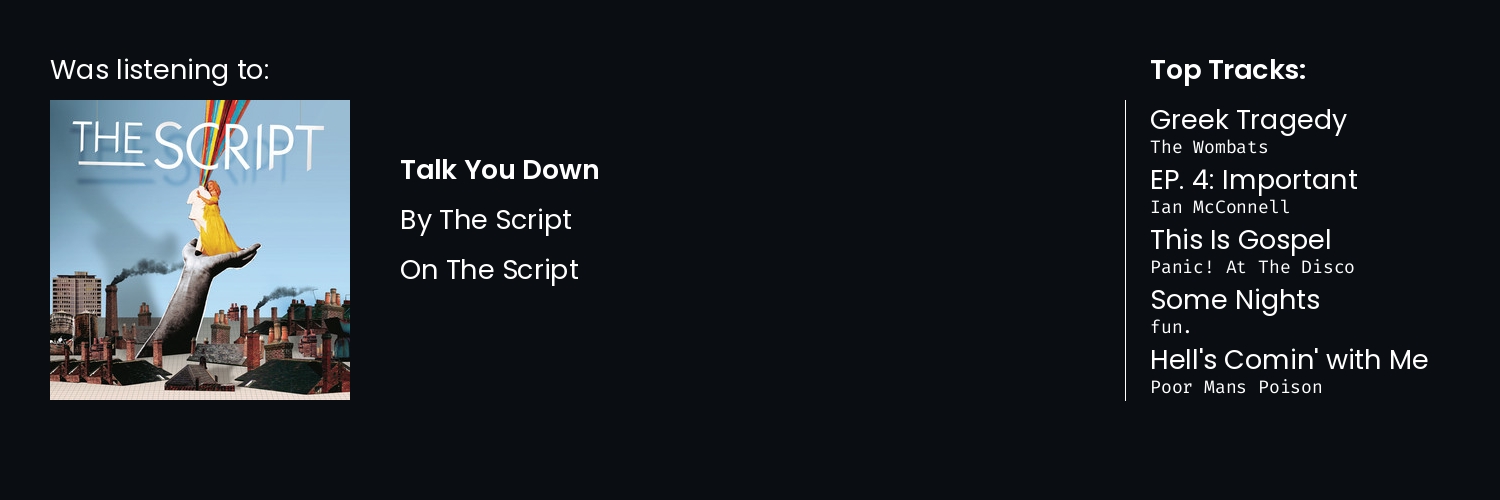 Was listening to:
THE SCRIPT
Talk You Down
By The Script
On The Script
Top Tracks:
Greek Tragedy
The Wombats
EP. 4: Important
Ian McConnell
This Is Gospel
Panic! At The Disco
Some Nights
fun.
Hell's Comin' with Me
Poor Mans Poison